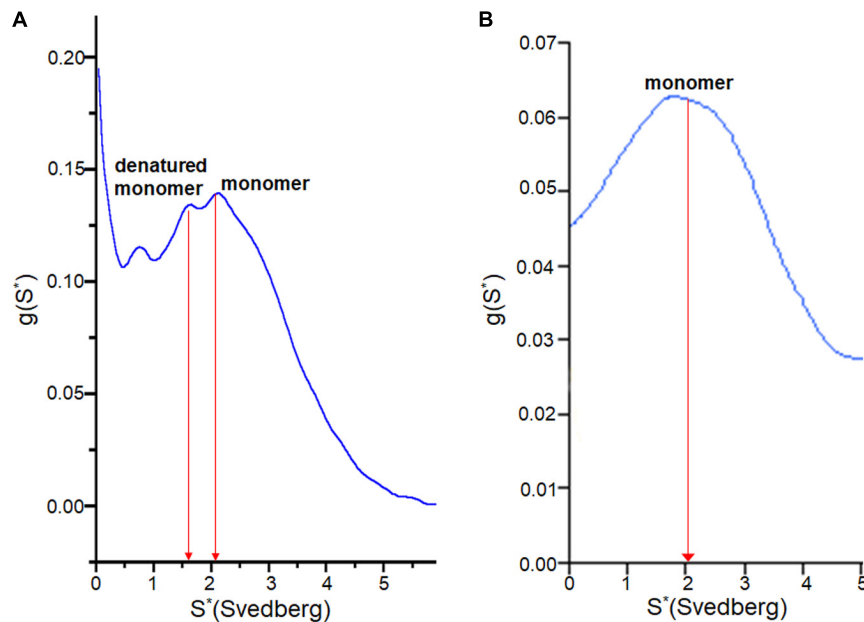 A
0.20
0.15
0.10
0.05
0.00
g(S*)
denatured
monomer
monomer
0 1 2 3 4 5
S*(Svedberg)
B
0.07
0.06
0.05
0.04
0.03
0.02
0.01
0.00
g(S*)
monomer
0 1 2 3 4 5
S*(Svedberg)